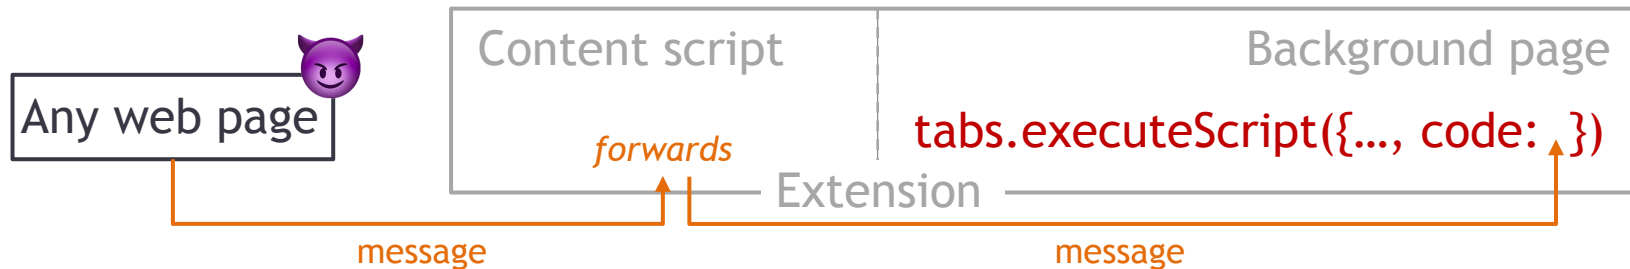 Content script
Background page
Any web page
tabs.executeScript({…, code: })
forwards
Extension
message
message